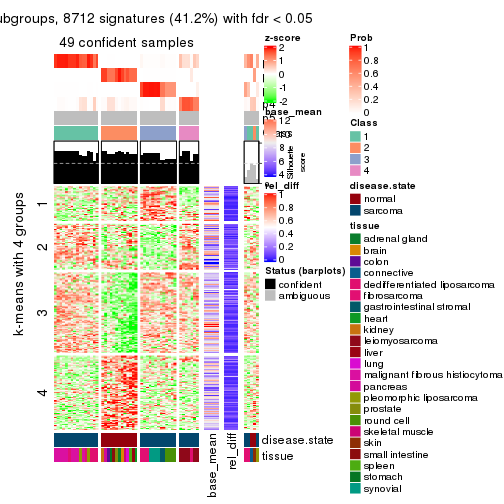 ubgroups, 8712 signatures (41.2%) with fdr < 0.05
49 confident samples
k-means with 4 groups
1
2
3
4
z-score
2
1
0
-1
-2
base_mean
12
10
8
6
4
Silhouette
score
rel_diff
1
0.8
0.6
0.4
0.2
0
Status (barplots)
confident
ambiguous
Prob
1
0.8
0.6
0.4
0.2
0
Class
1
2
3
4
disease.state
normal
sarcoma
tissue
adrenal gland
brain
colon
connective
dedifferentiated liposarcoma
fibrosarcoma
gastrointestinal stromal
heart
kidney
leiomyosarcoma
liver
lung
malignant fibrous histiocytoma
pancreas
pleomorphic liposarcoma
prostate
round cell
skeletal muscle
skin
small intestine
spleen
stomach
synovial
disease.state
tissue
base_mean
rel_diff